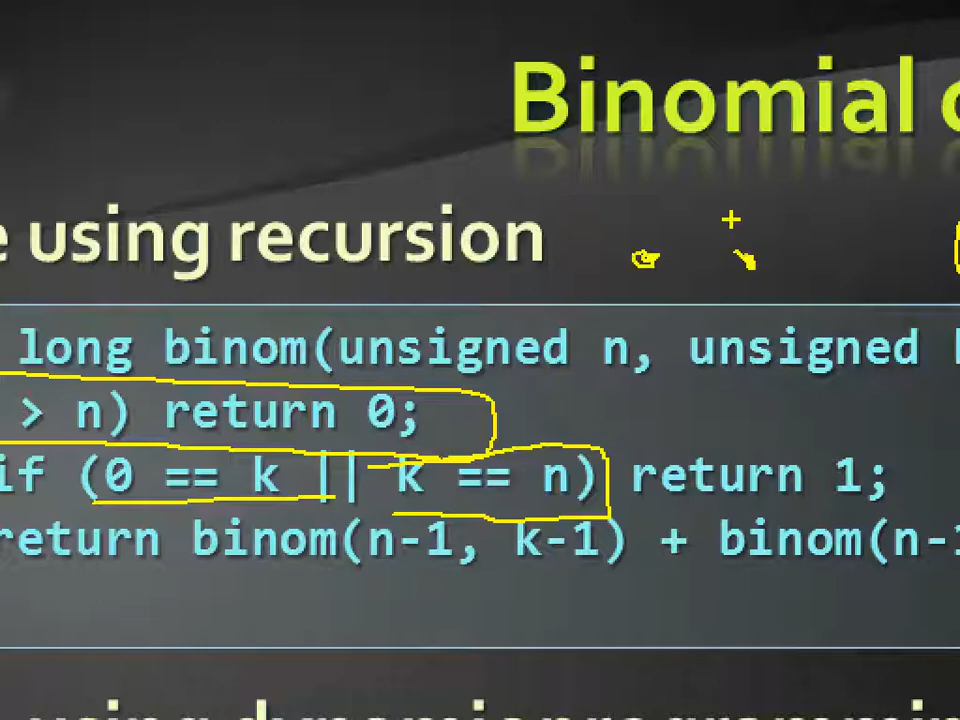 Binomial
using recursion
long binom(unsigned n, unsigned
> n) return 0;
if (0 == k || k == n) return 1;
return binom(n-1, k-1) + binom(n-1
using